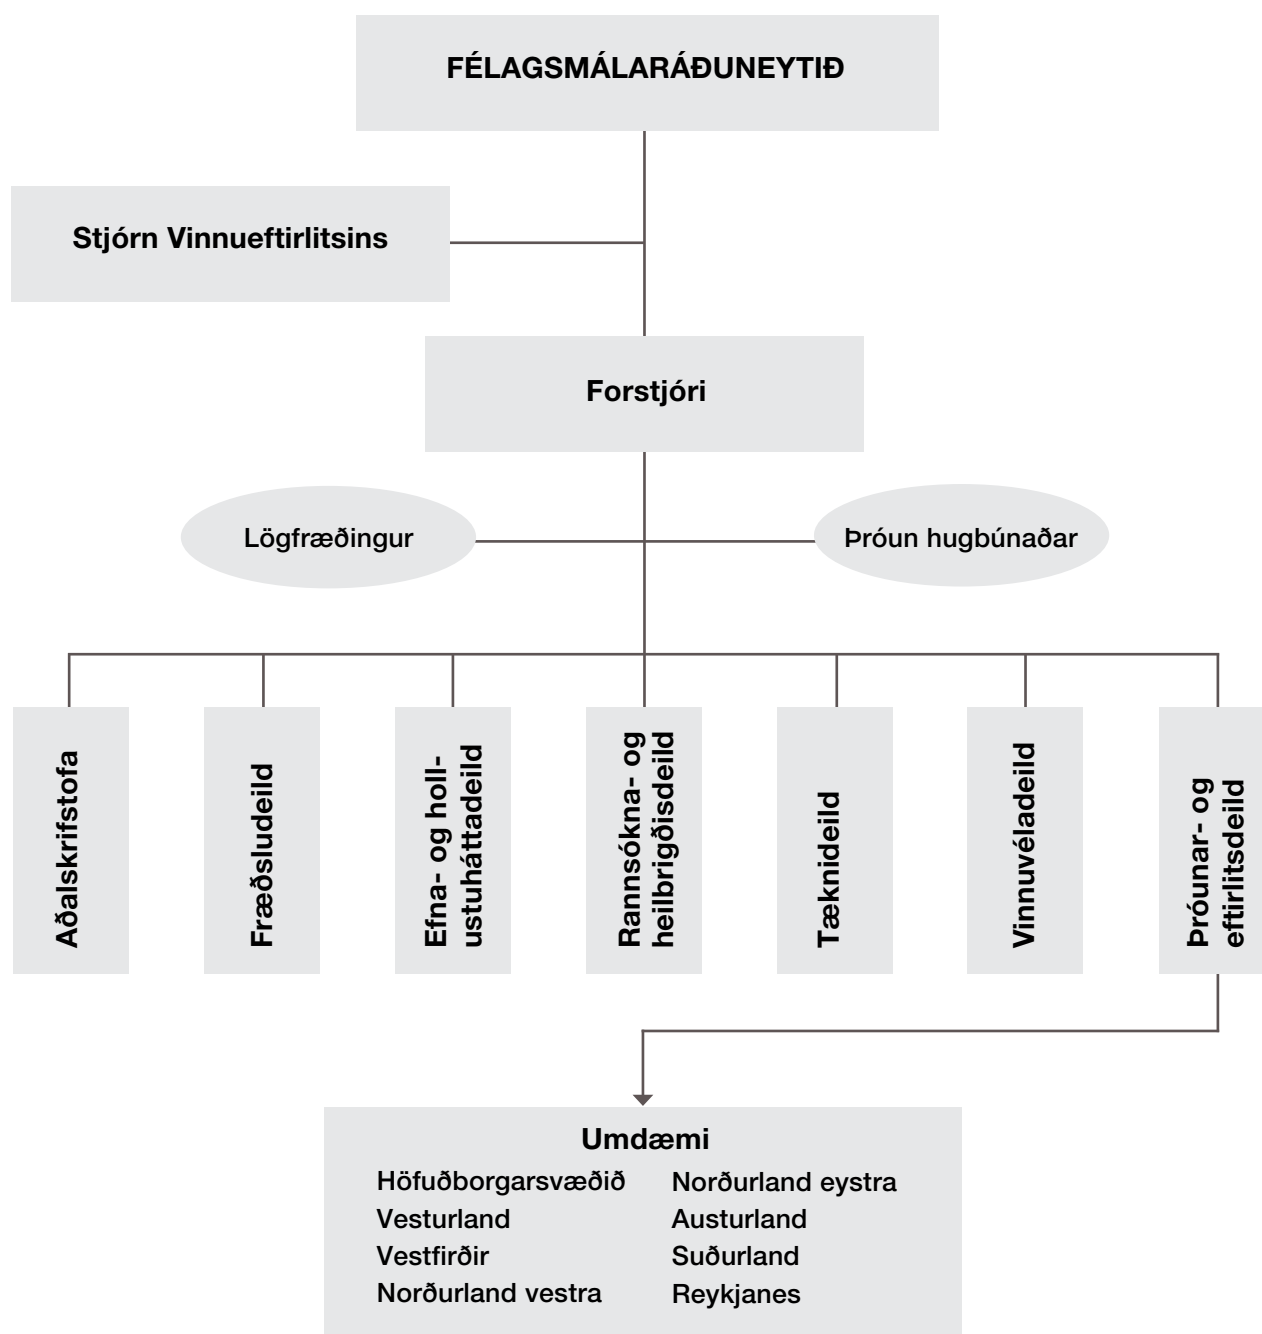 FÉLAGSMÁLARÁÐUNEYTIÐ
Stjórn Vinnueftirlitsins
Forstjóri
Lögfræðingur
Þróun hugbúnaðar
Aðalskrifstofa
Fræðsludeild
Efna- og holl-
ustuháttadeild
Rannsókna- og
heilbrigðisdeild
Tæknideild
Vinnuvéladeild
Þróunar- og
eftirlitsdeild
Umdæmi
Höfuðborgarsvæðið
Vesturland
Vestfirðir
Norðurland vestra
Norðurland eystra
Austurland
Suðurland
Reykjanes